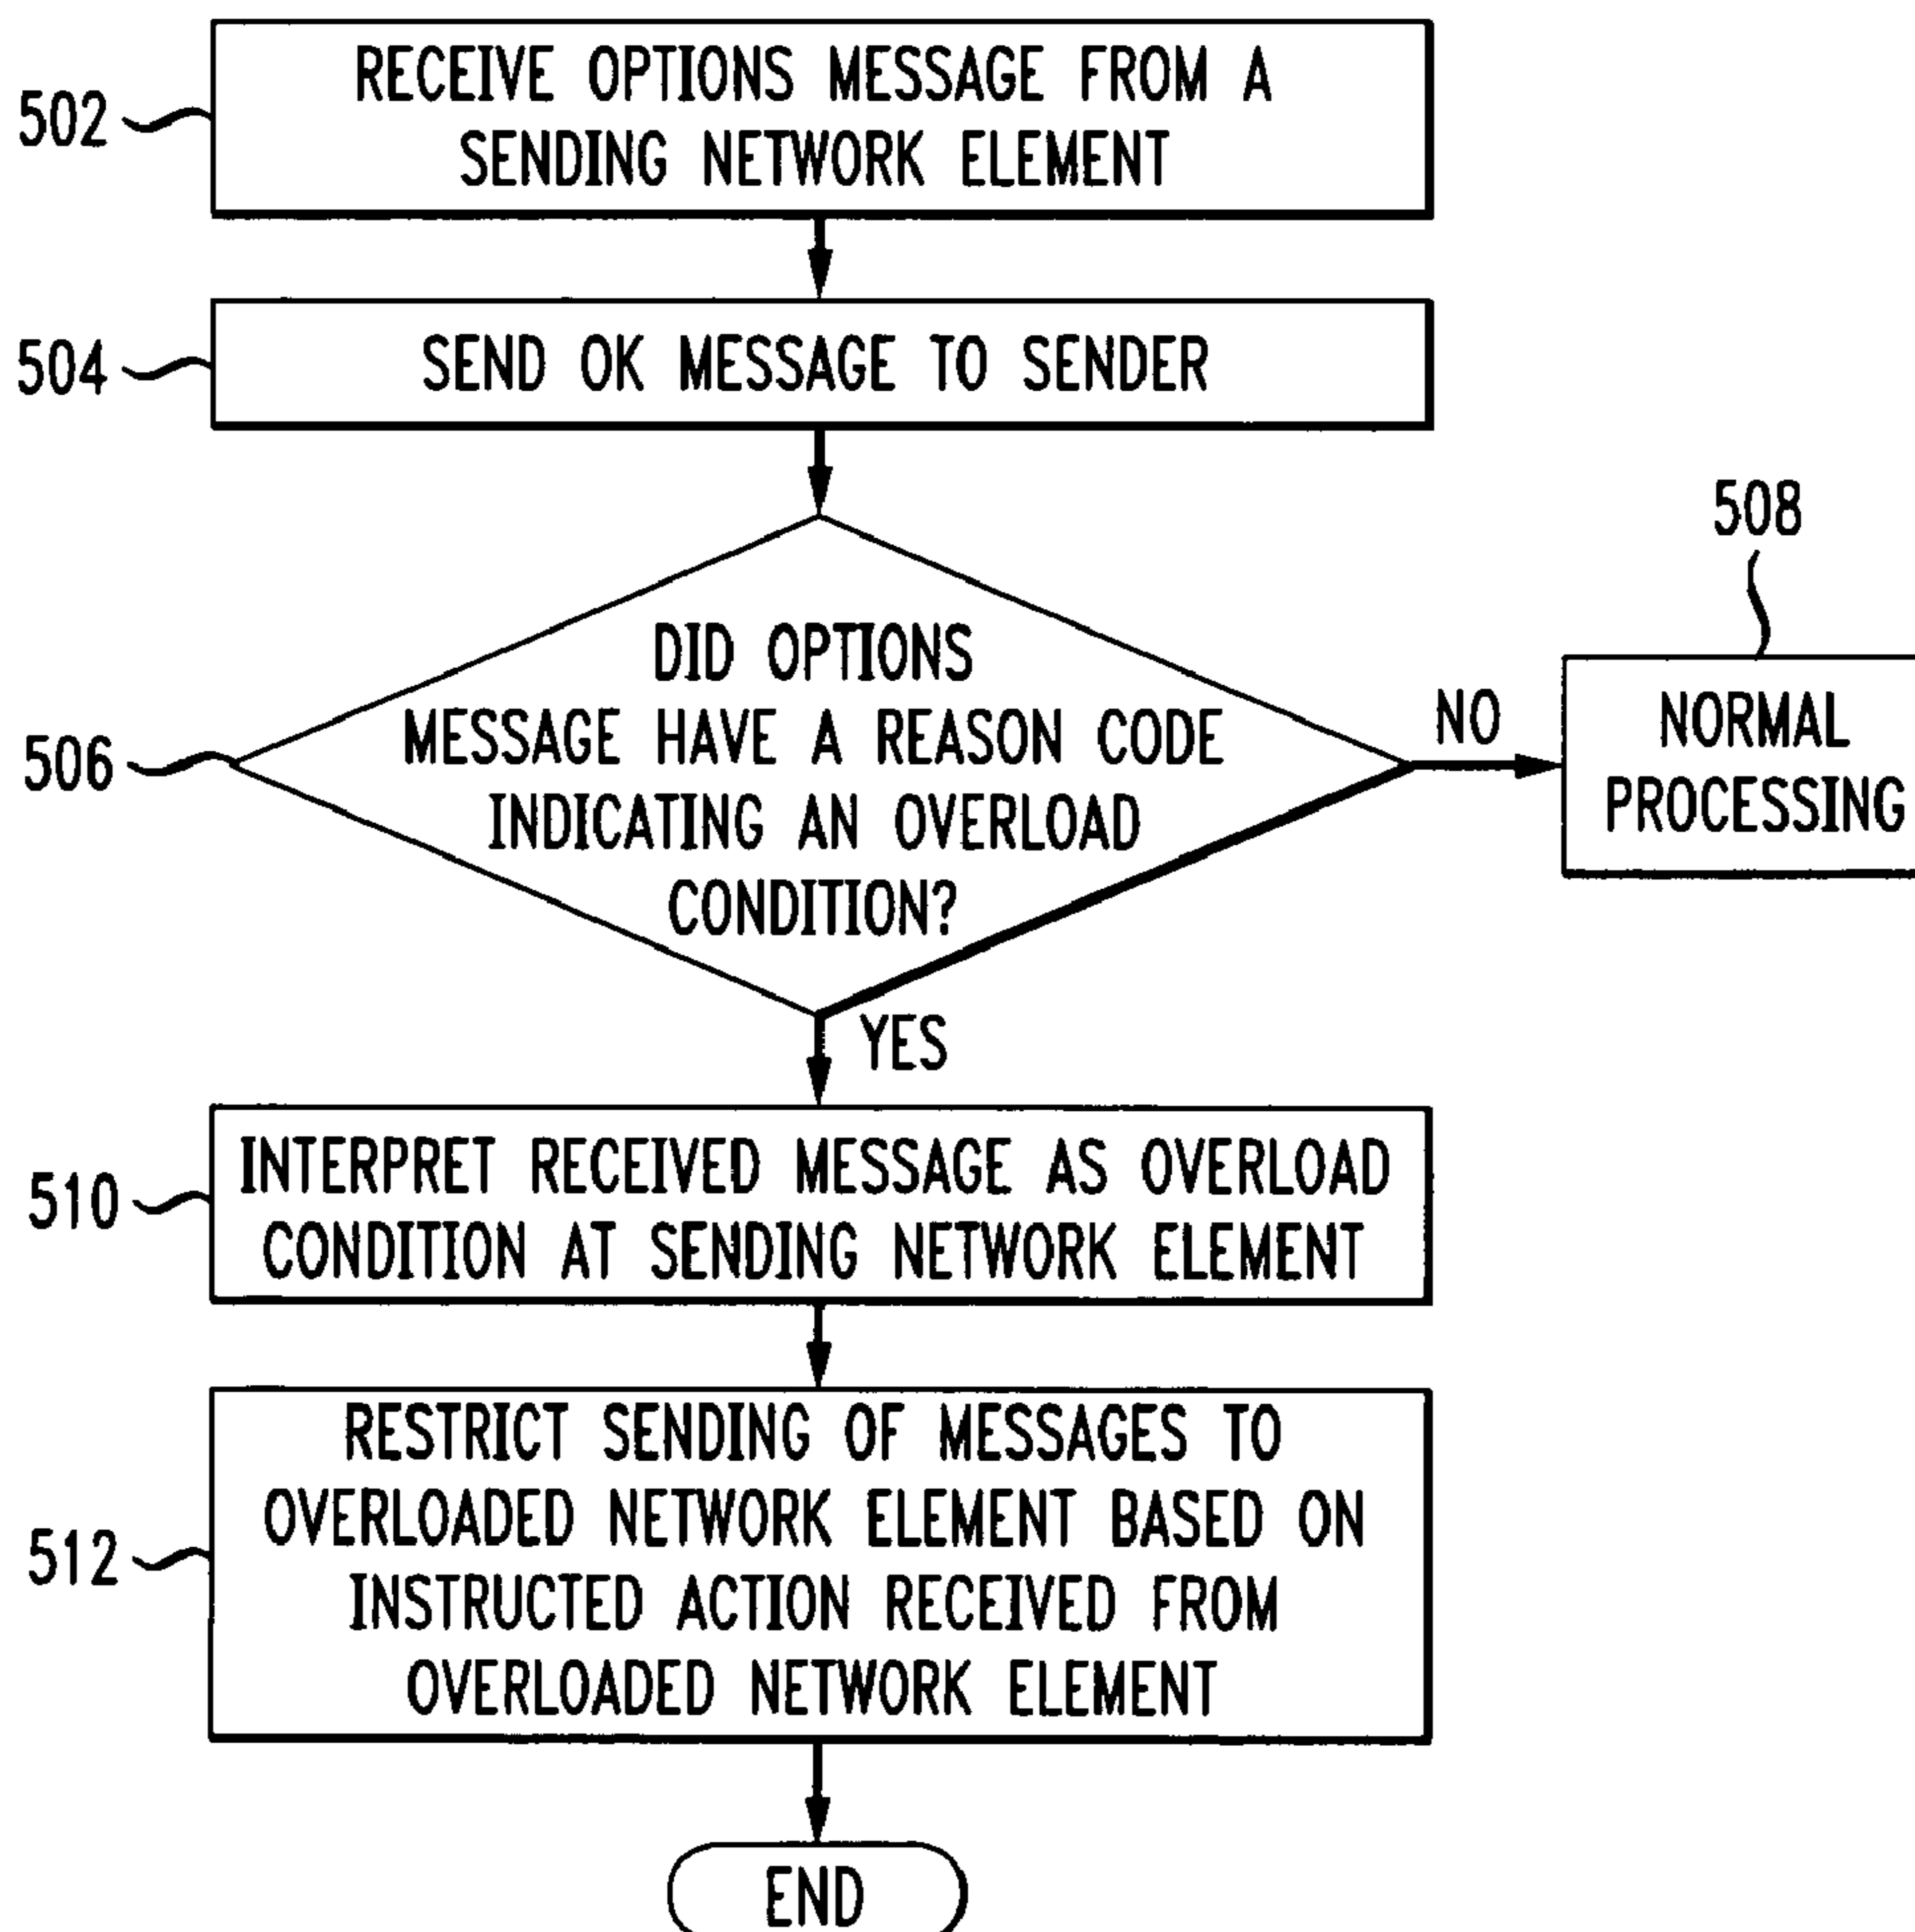 502
RECEIVE OPTIONS MESSAGE FROM A
SENDING NETWORK ELEMENT
504
SEND OK MESSAGE TO SENDER
506
DID OPTIONS
MESSAGE HAVE A REASON CODE
INDICATING AN OVERLOAD
CONDITION?
NO
508
NORMAL
PROCESSING
YES
510
INTERPRET RECEIVED MESSAGE AS OVERLOAD
CONDITION AT SENDING NETWORK ELEMENT
512
RESTRICT SENDING OF MESSAGES TO
OVERLOADED NETWORK ELEMENT BASED ON
INSTRUCTED ACTION RECEIVED FROM
OVERLOADED NETWORK ELEMENT
END